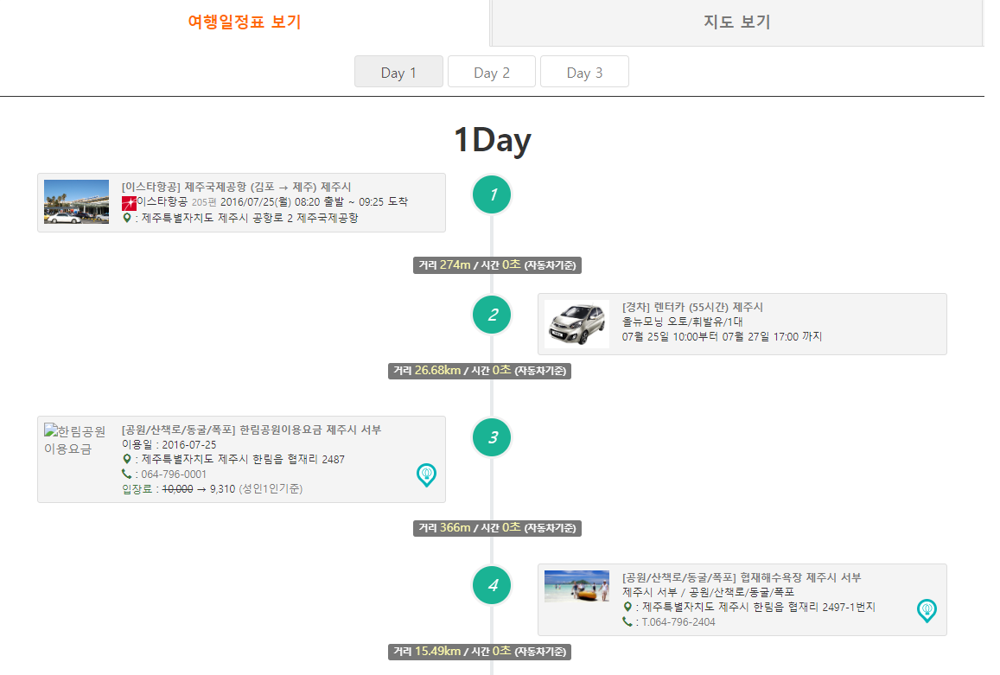 여행일정표 보기
지도 보기
Day 1
Day 2
Day 3
1Day
[이스타항공] 제주국제공항 (김포 → 제주) 제주시
이스타항공 205편 2016/07/25(월) 08:20 출발 ~ 09:25 도착
: 제주특별자치도 제주시 공항로 2 제주국제공항
1
거리 274m / 시간 0초 (자동차기준)
2
[경차] 렌터카 (55시간) 제주시
올뉴모닝 오토/휘발유/1대
07월 25일 10:00부터 07월 27일 17:00 까지
거리 26.68km / 시간 0초 (자동차기준)
한림공원
이용요금
[공원/산책로/동굴/폭포] 한림공원이용요금 제주시 서부
이용일 : 2016-07-25
: 제주특별자치도 제주시 한림읍 협재리 2487
: 064-796-0001
입장료 : 10,000 → 9,310 (성인1인기준)
3
거리 366m / 시간 0초 (자동차기준)
4
[공원/산책로/동굴/폭포] 협재해수욕장 제주시 서부
제주시 서부 / 공원/산책로/동굴/폭포
: 제주특별자치도 제주시 한림읍 협재리 2497-1번지
: T.064-796-2404
거리 15.49km / 시간 0초 (자동차기준)